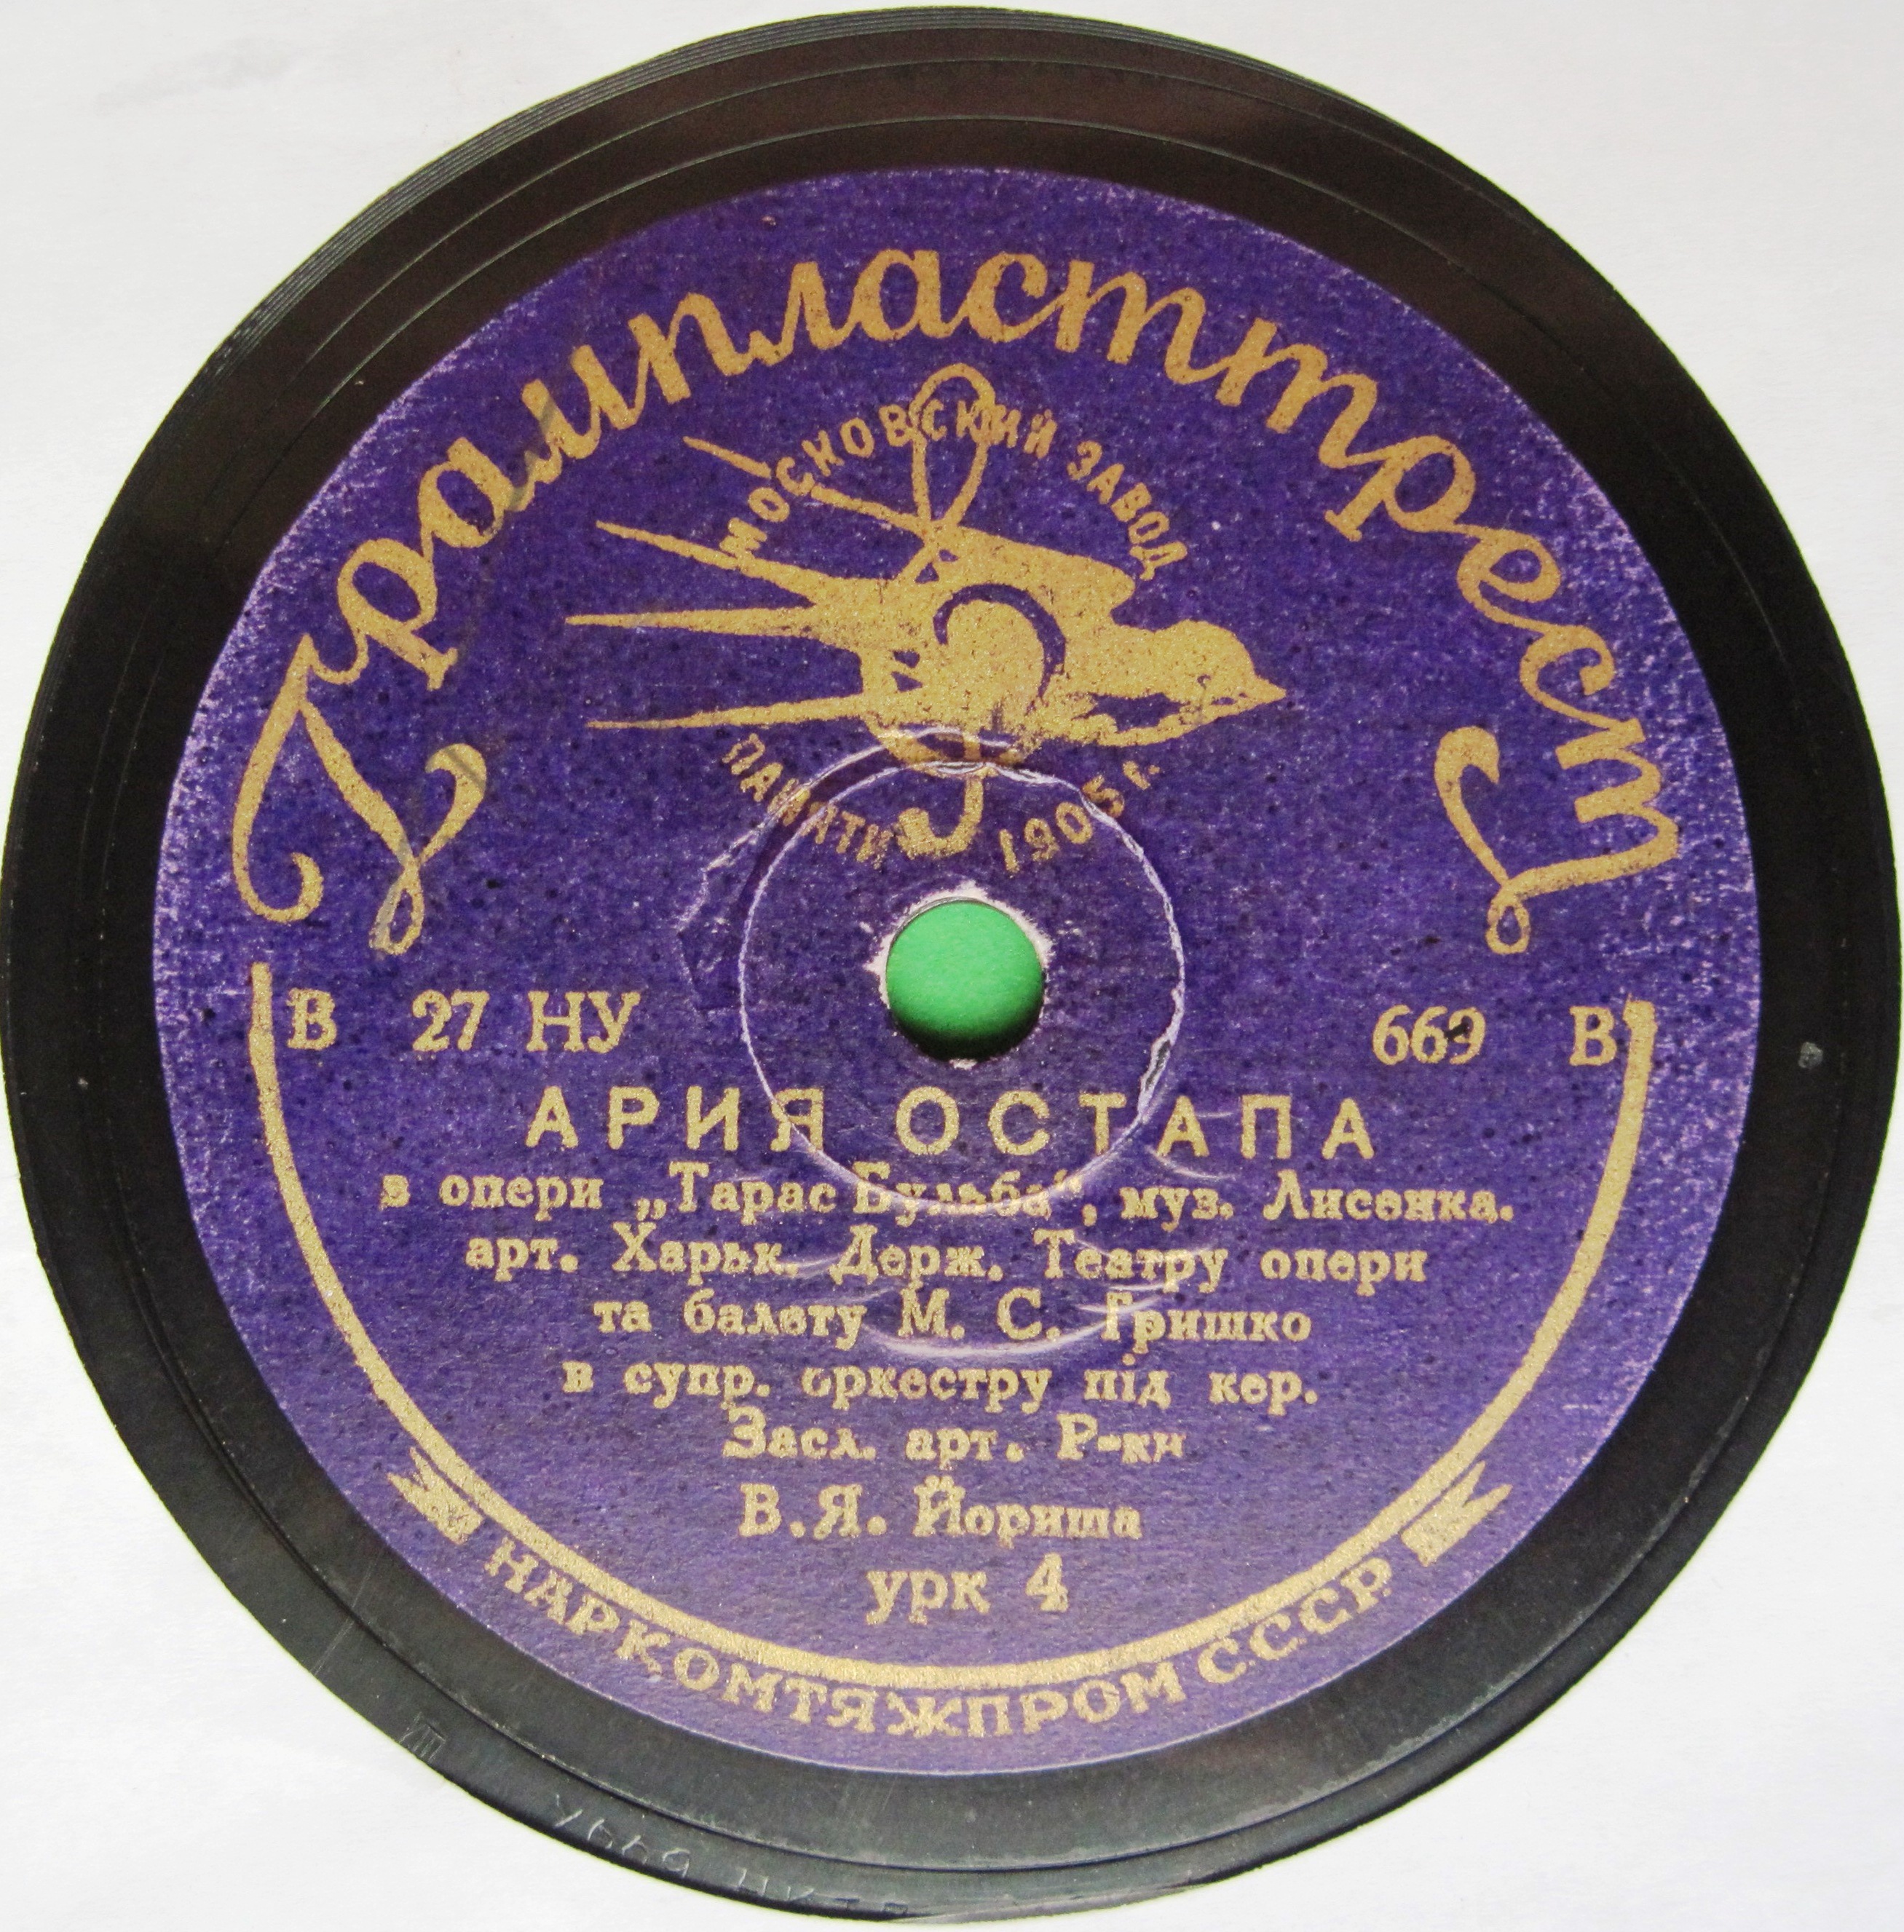 Грампласттрест
МОСКОВСКИЙ ЗАВОД
ПАМЯТИ 1905 г.
В 27 НУ 669 В
АРИЯ ОСТАПА
з опери „Тарас Бульба“, муз. Лисенка.
арт. Харьк. Держ. Театру опери
та балету М. С. Гришко
в супр. оркестру під кер.
Засл. арт. Р-ки
В.Я. Йориша
урк 4
НАРКОМТЯЖПРОМ СССР